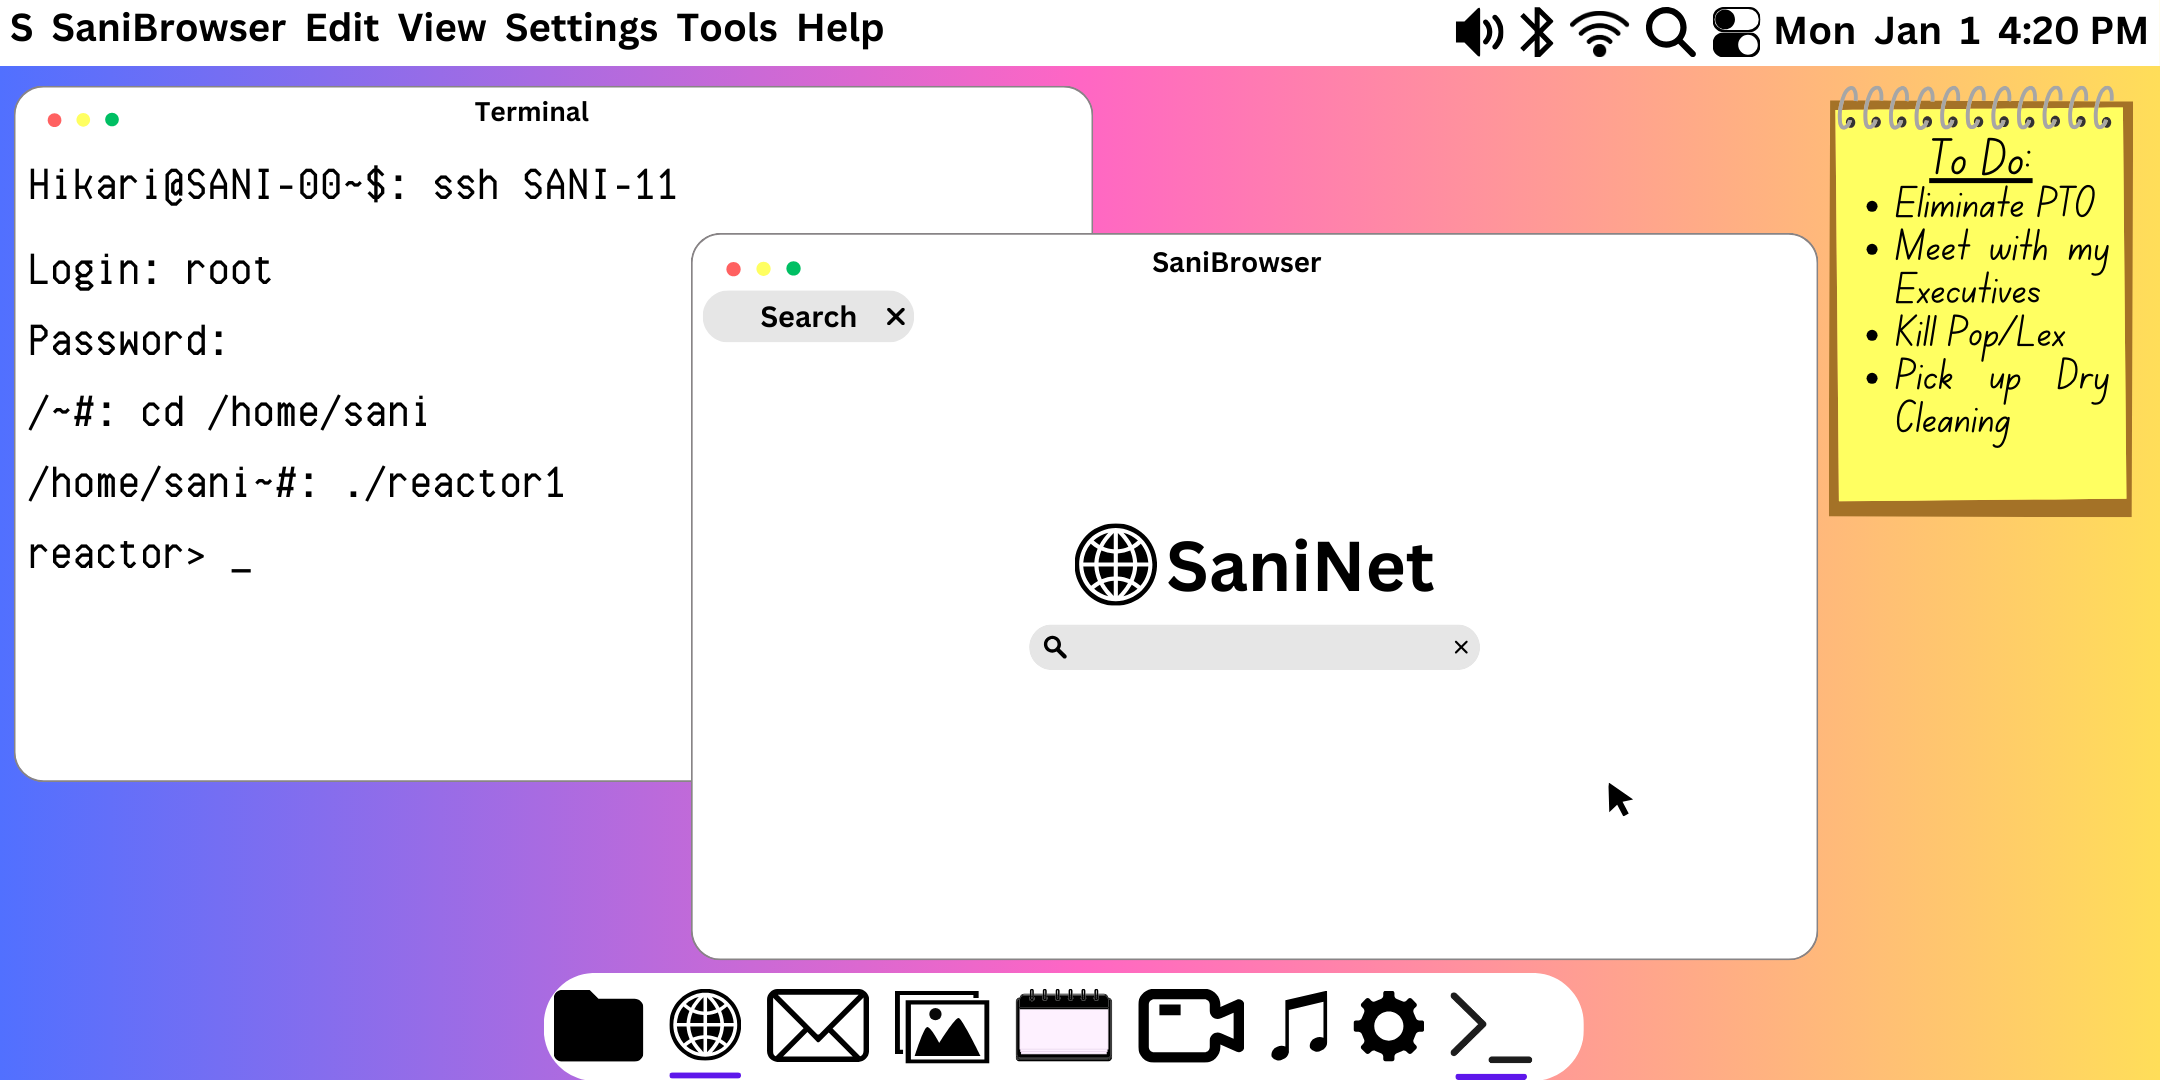 S SaniBrowser Edit View Settings Tools Help
Mon Jan 1 4:20 PM
Terminal
Hikari@SANI-00~$: ssh SANI-11
Login: root
Password:
/~#: cd /home/sani
/home/sani~#: ./reactor1
reactor> _
SaniBrowser
Search ×
SaniNet
To Do:
• Eliminate PTO
• Meet with my
Executives
• Kill Pop/Lex
• Pick up Dry
Cleaning